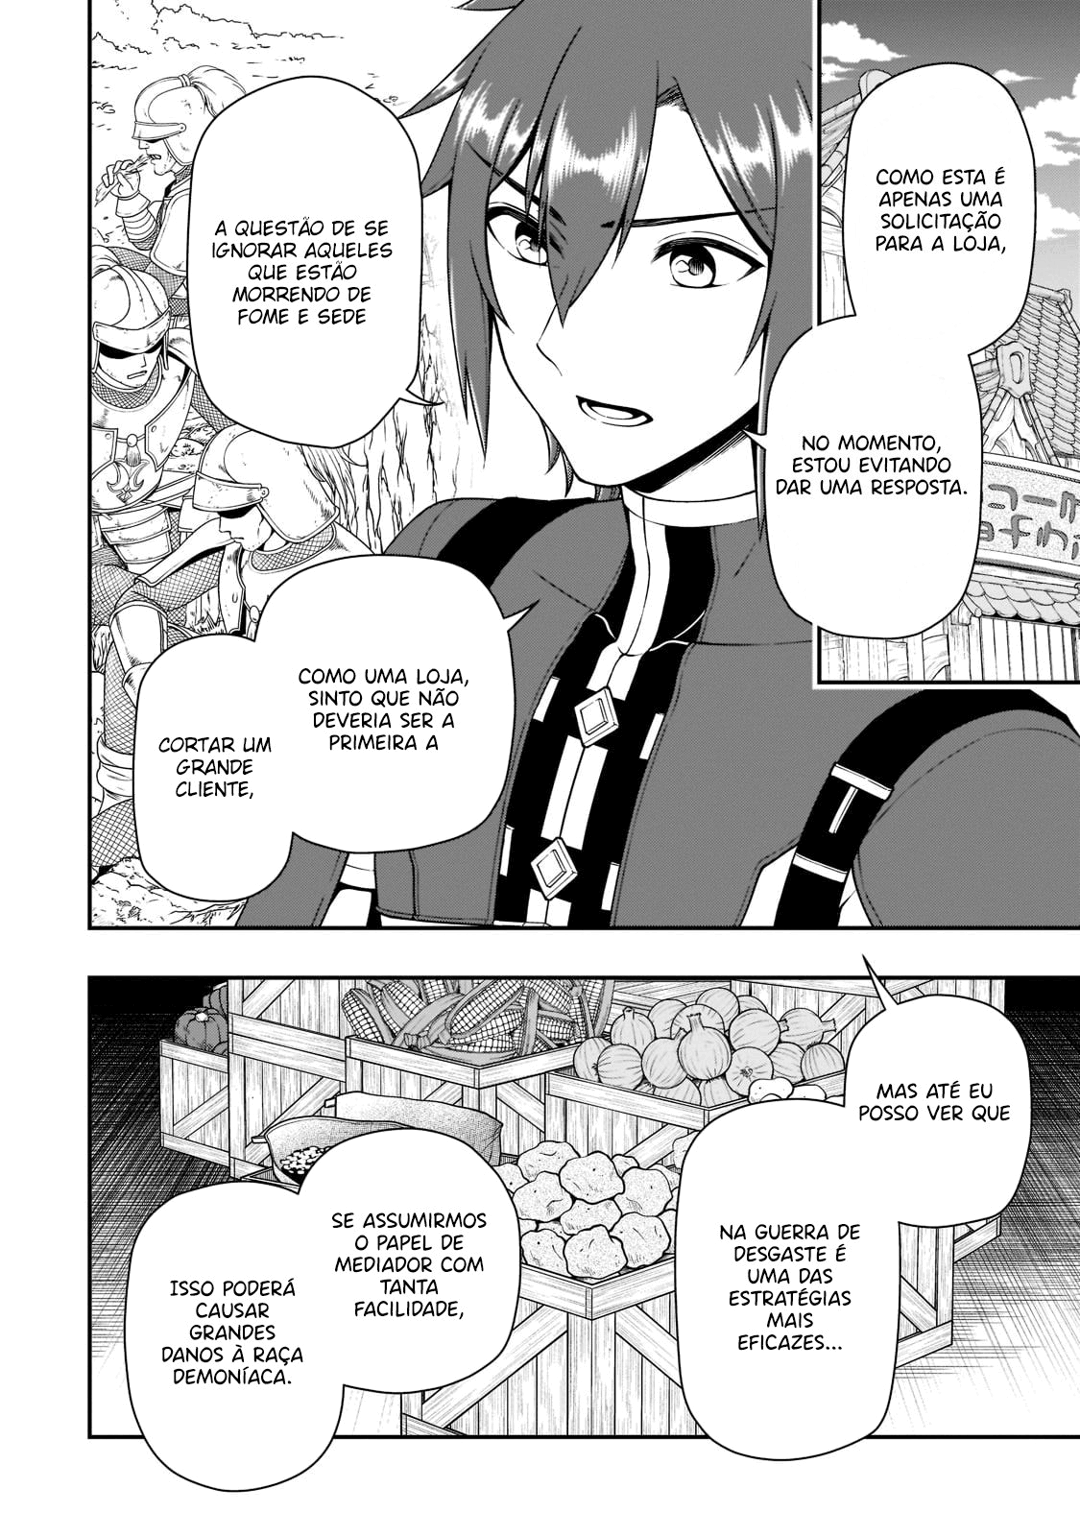 COMO ESTA É
APENAS UMA
SOLICITAÇÃO
PARA A LOJA,
NO MOMENTO,
ESTOU EVITANDO
DAR UMA RESPOSTA.
A QUESTÃO DE SE
IGNORAR AQUELES
QUE ESTÃO
MORRENDO DE
FOME E SEDE
COMO UMA LOJA,
SINTO QUE NÃO
DEVERIA SER A
PRIMEIRA A
CORTAR UM
GRANDE
CLIENTE,
MAS ATÉ EU
POSSO VER QUE
NA GUERRA DE
DESGASTE É
UMA DAS
ESTRATÉGIAS
MAIS
EFICAZES...
SE ASSUMIRMOS
O PAPEL DE
MEDIADOR COM
TANTA
FACILIDADE,
ISSO PODERÁ
CAUSAR
GRANDES
DANOS À RAÇA
DEMONÍACA.